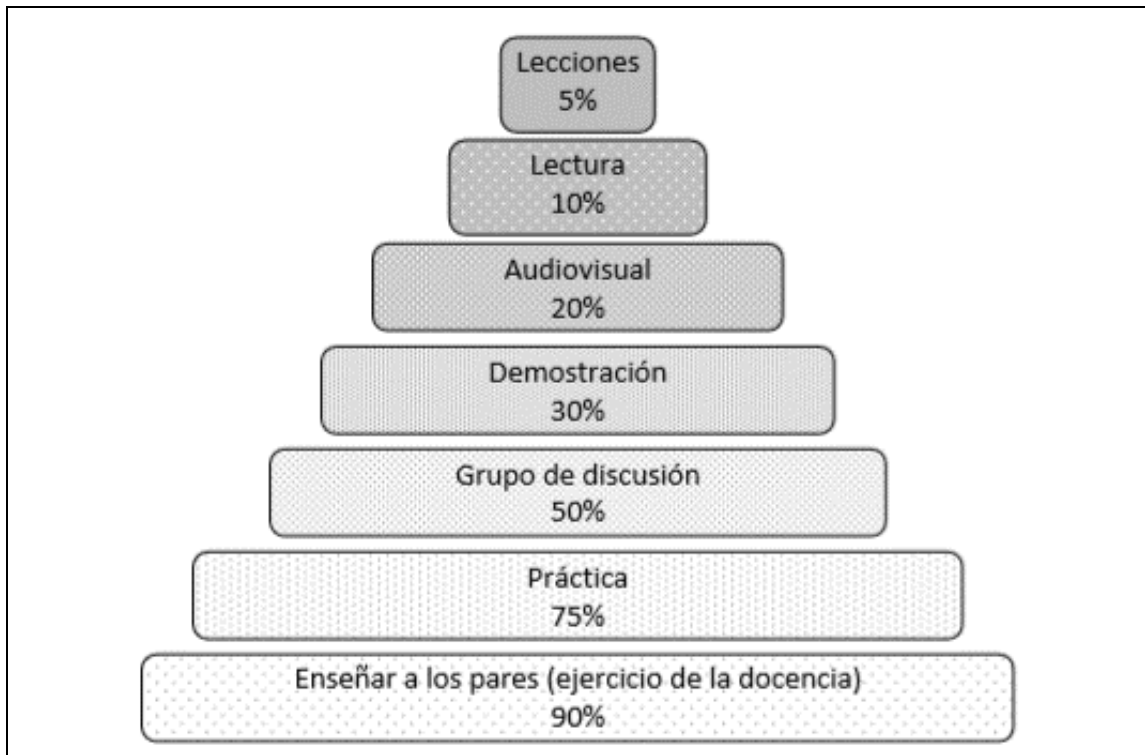 Lecciones
5%
Lectura
10%
Audiovisual
20%
Demostración
30%
Grupo de discusión
50%
Práctica
75%
Enseñar a los pares (ejercicio de la docencia)
90%